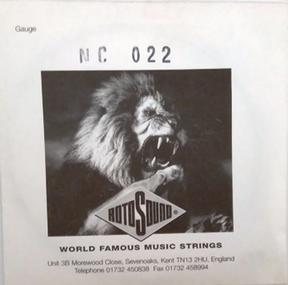 Gauge
NC 022
ROTOSOUND®
WORLD FAMOUS MUSIC STRINGS
Unit 3B Morewood Close, Sevenoaks, Kent TN13 2HU, England
Telephone 01732 450838 Fax 01732 458994